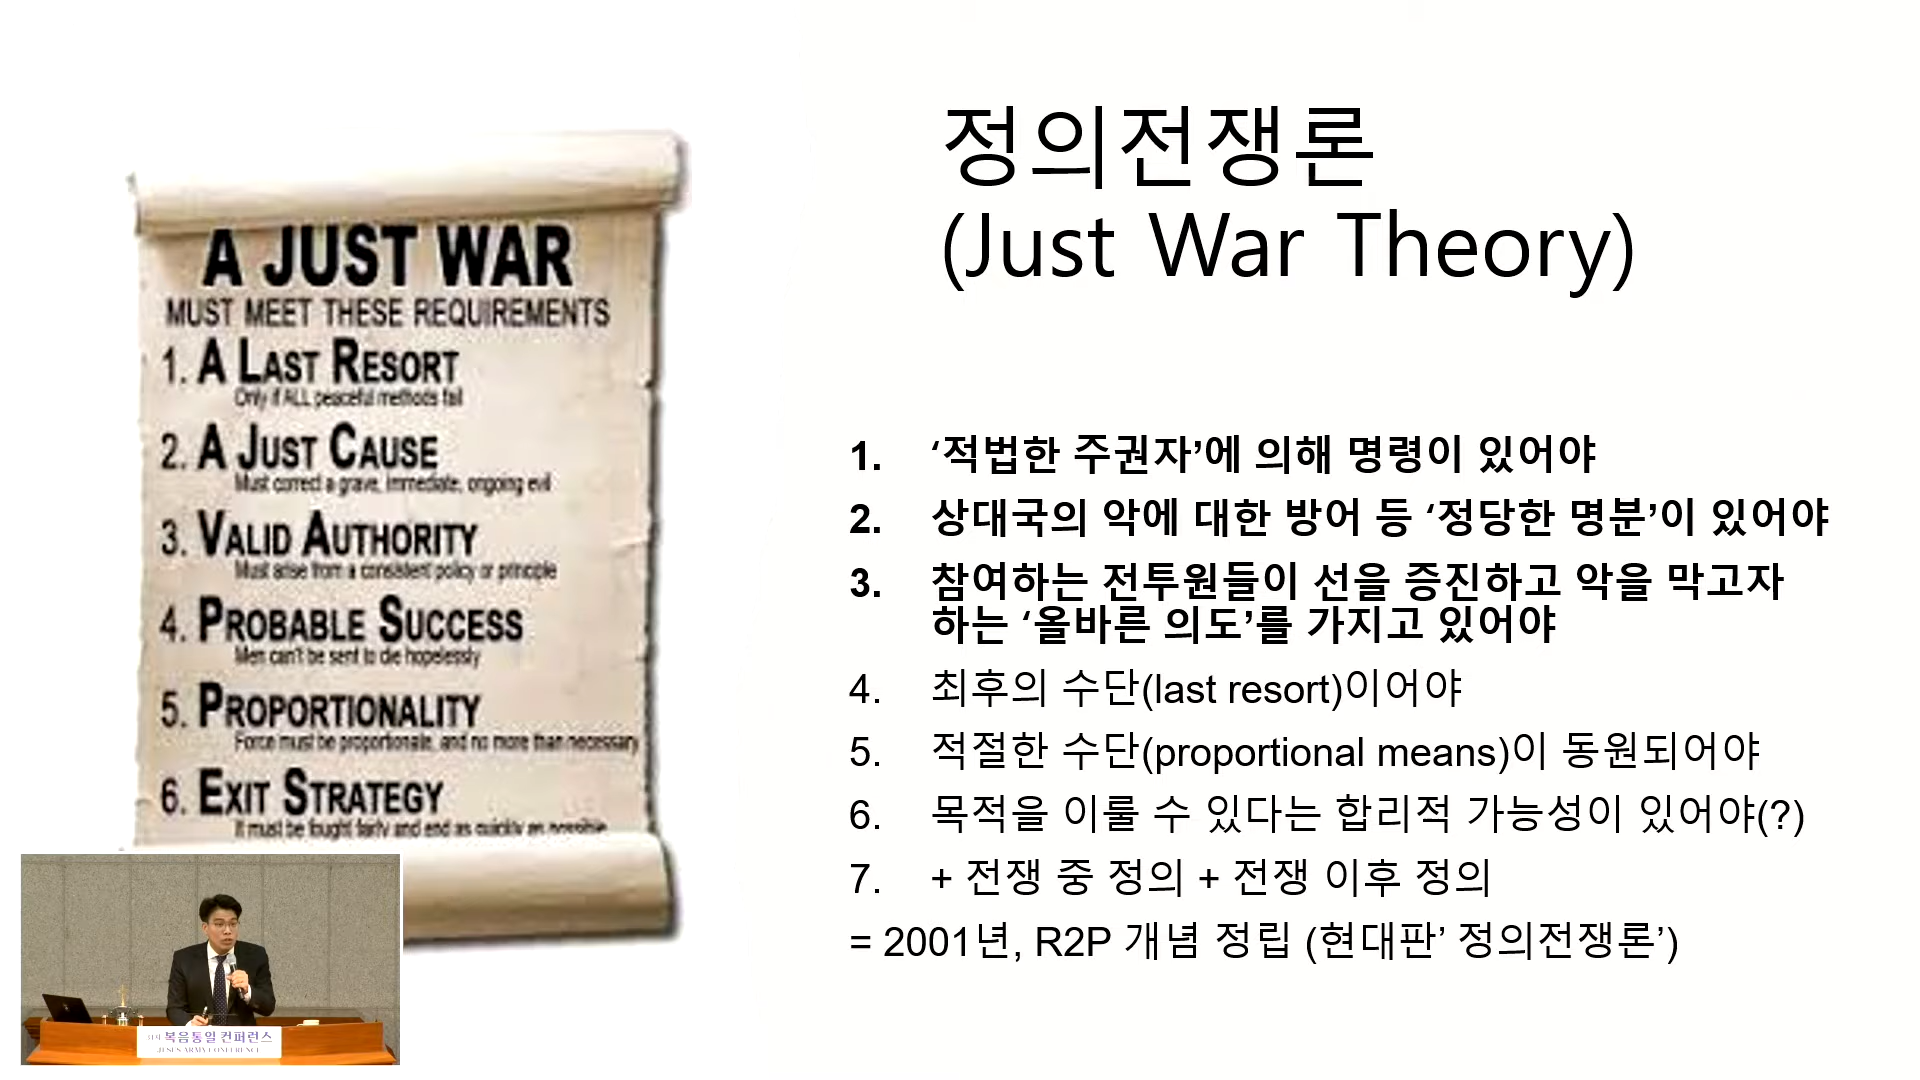 A JUST WAR
MUST MEET THESE REQUIREMENTS
1. A LAST RESORT
Only if ALL peaceful methods fail
2. A JUST CAUSE
Must correct a grave, immediate, ongoing evil
3. VALID AUTHORITY
Must arise from a consistent policy or principle
4. PROBABLE SUCCESS
Men can't be sent to die hopelessly
5. PROPORTIONALITY
Force must be proportionate, and no more than necessary
6. EXIT STRATEGY
It must be fought fairly and end as quickly as possible
정의전쟁론
(Just War Theory)
1. ‘적법한 주권자’에 의해 명령이 있어야
2. 상대국의 악에 대한 방어 등 ‘정당한 명분’이 있어야
3. 참여하는 전투원들이 선을 증진하고 악을 막고자
하는 ‘올바른 의도’를 가지고 있어야
4. 최후의 수단(last resort)이어야
5. 적절한 수단(proportional means)이 동원되어야
6. 목적을 이룰 수 있다는 합리적 가능성이 있어야(?)
7. + 전쟁 중 정의 + 전쟁 이후 정의
= 2001년, R2P 개념 정립 (현대판’ 정의전쟁론’)
복음통일 컨퍼런스
JESUS ARMY CONFERENCE